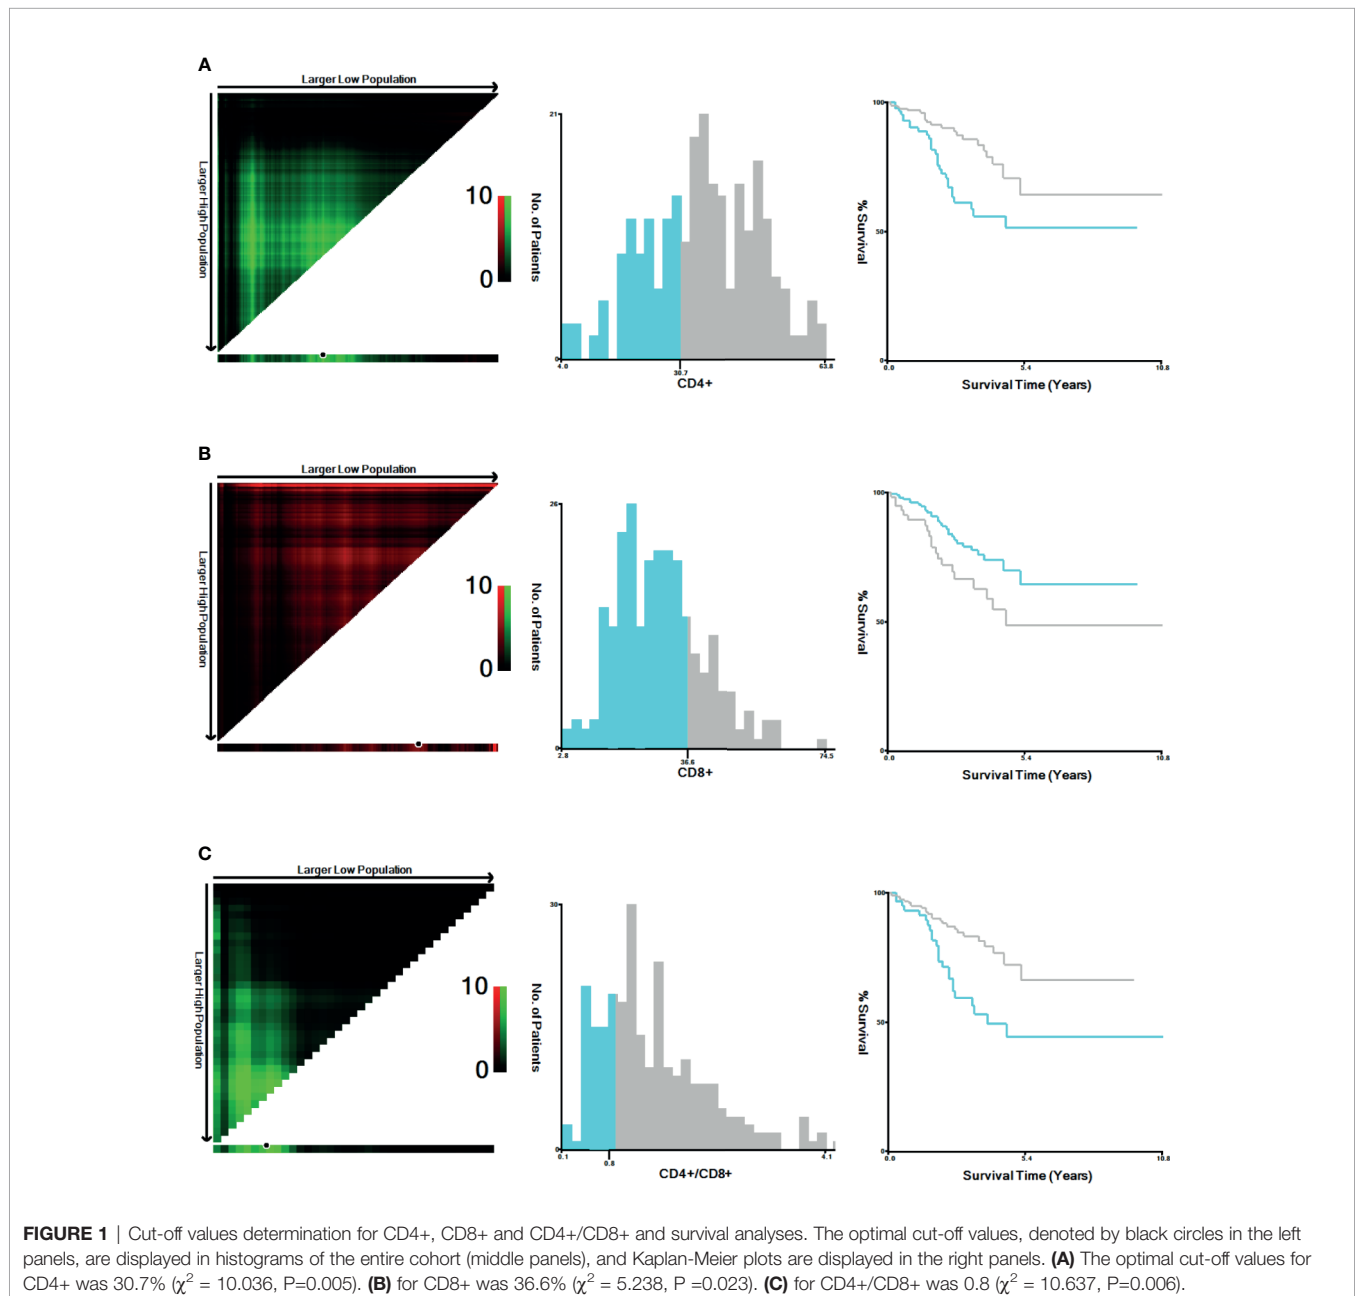 A
Larger Low Population
Larger High Population
10
0
No. of Patients
21
0
4.0
30.7
63.8
CD4+
% Survival
100
50
0
0.0
5.4
10.8
Survival Time (Years)
B
Larger Low Population
Larger High Population
10
0
No. of Patients
26
0
2.8
36.6
74.5
CD8+
% Survival
100
50
0
0.0
5.4
10.8
Survival Time (Years)
C
Larger Low Population
Larger High Population
10
0
No. of Patients
30
0
0.1
0.8
4.1
CD4+/CD8+
% Survival
100
50
0
0.0
5.4
10.8
Survival Time (Years)
FIGURE 1 | Cut-off values determination for CD4+, CD8+ and CD4+/CD8+ and survival analyses. The optimal cut-off values, denoted by black circles in the left
panels, are displayed in histograms of the entire cohort (middle panels), and Kaplan-Meier plots are displayed in the right panels. (A) The optimal cut-off values for
CD4+ was 30.7% (χ² = 10.036, P=0.005). (B) for CD8+ was 36.6% (χ² = 5.238, P =0.023). (C) for CD4+/CD8+ was 0.8 (χ² = 10.637, P=0.006).